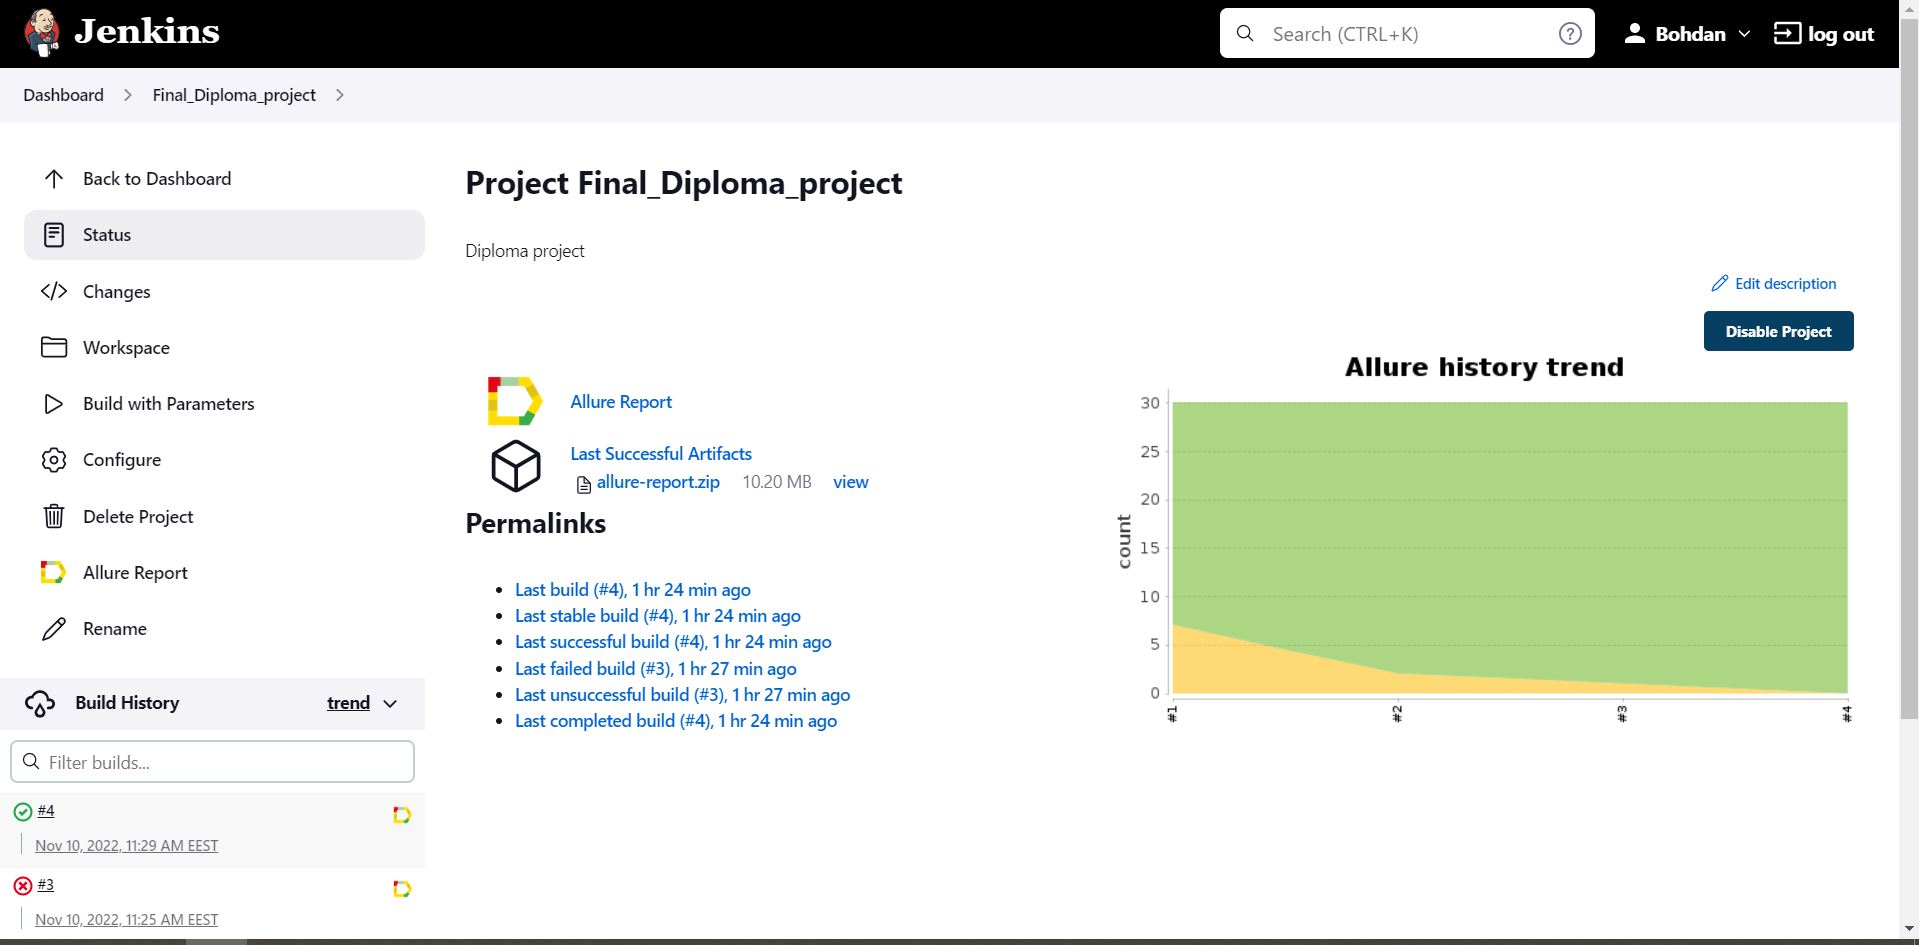 Jenkins
Search (CTRL+K)
?
Bohdan
log out
Dashboard
Final_Diploma_project
Back to Dashboard
Status
Changes
Workspace
Build with Parameters
Configure
Delete Project
Allure Report
Rename
Build History
trend
Filter builds...
#4
Nov 10, 2022, 11:29 AM EEST
#3
Nov 10, 2022, 11:25 AM EEST
Project Final_Diploma_project
Diploma project
Edit description
Disable Project
Allure Report
Last Successful Artifacts
allure-report.zip 10.20 MB view
Permalinks
Last build (#4), 1 hr 24 min ago
Last stable build (#4), 1 hr 24 min ago
Last successful build (#4), 1 hr 24 min ago
Last failed build (#3), 1 hr 27 min ago
Last unsuccessful build (#3), 1 hr 27 min ago
Last completed build (#4), 1 hr 24 min ago
Allure history trend
count
30
25
20
15
10
5
0
#1
#2
#3
#4